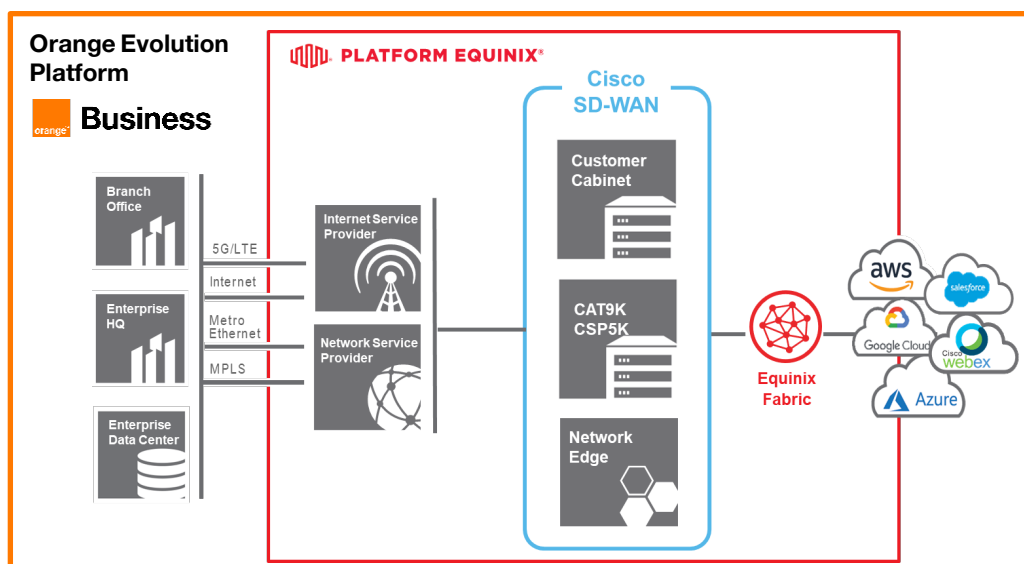 Orange Evolution
Platform
orange™
Business
PLATFORM EQUINIX®
Cisco
SD-WAN
Branch
Office
Enterprise
HQ
Enterprise
Data Center
5G/LTE
Internet
Metro
Ethernet
MPLS
Internet Service
Provider
Network Service
Provider
Customer
Cabinet
CAT9K
CSP5K
Network
Edge
Equinix
Fabric
aws
salesforce
Google Cloud
Cisco
webex
Azure